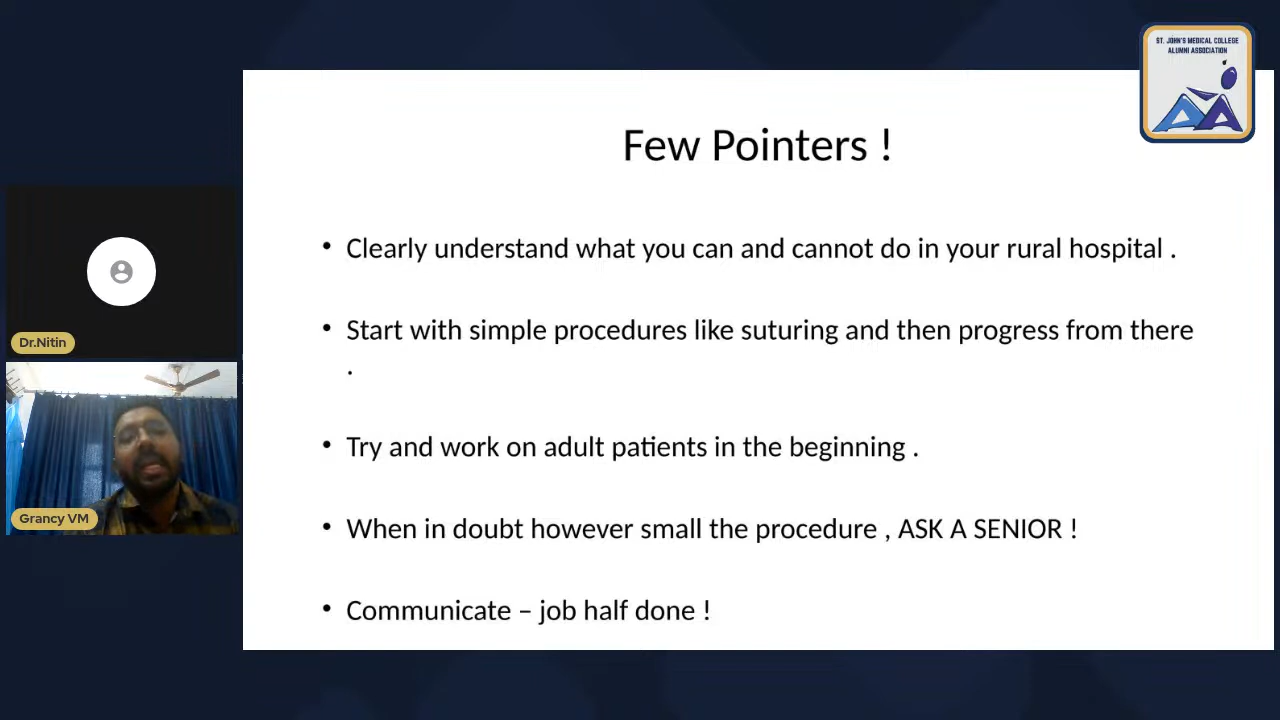 ST. JOHN'S MEDICAL COLLEGE
ALUMNI ASSOCIATION
Few Pointers !
• Clearly understand what you can and cannot do in your rural hospital .
• Start with simple procedures like suturing and then progress from there
.
• Try and work on adult patients in the beginning .
• When in doubt however small the procedure , ASK A SENIOR !
• Communicate – job half done !
Dr.Nitin
Grancy VM